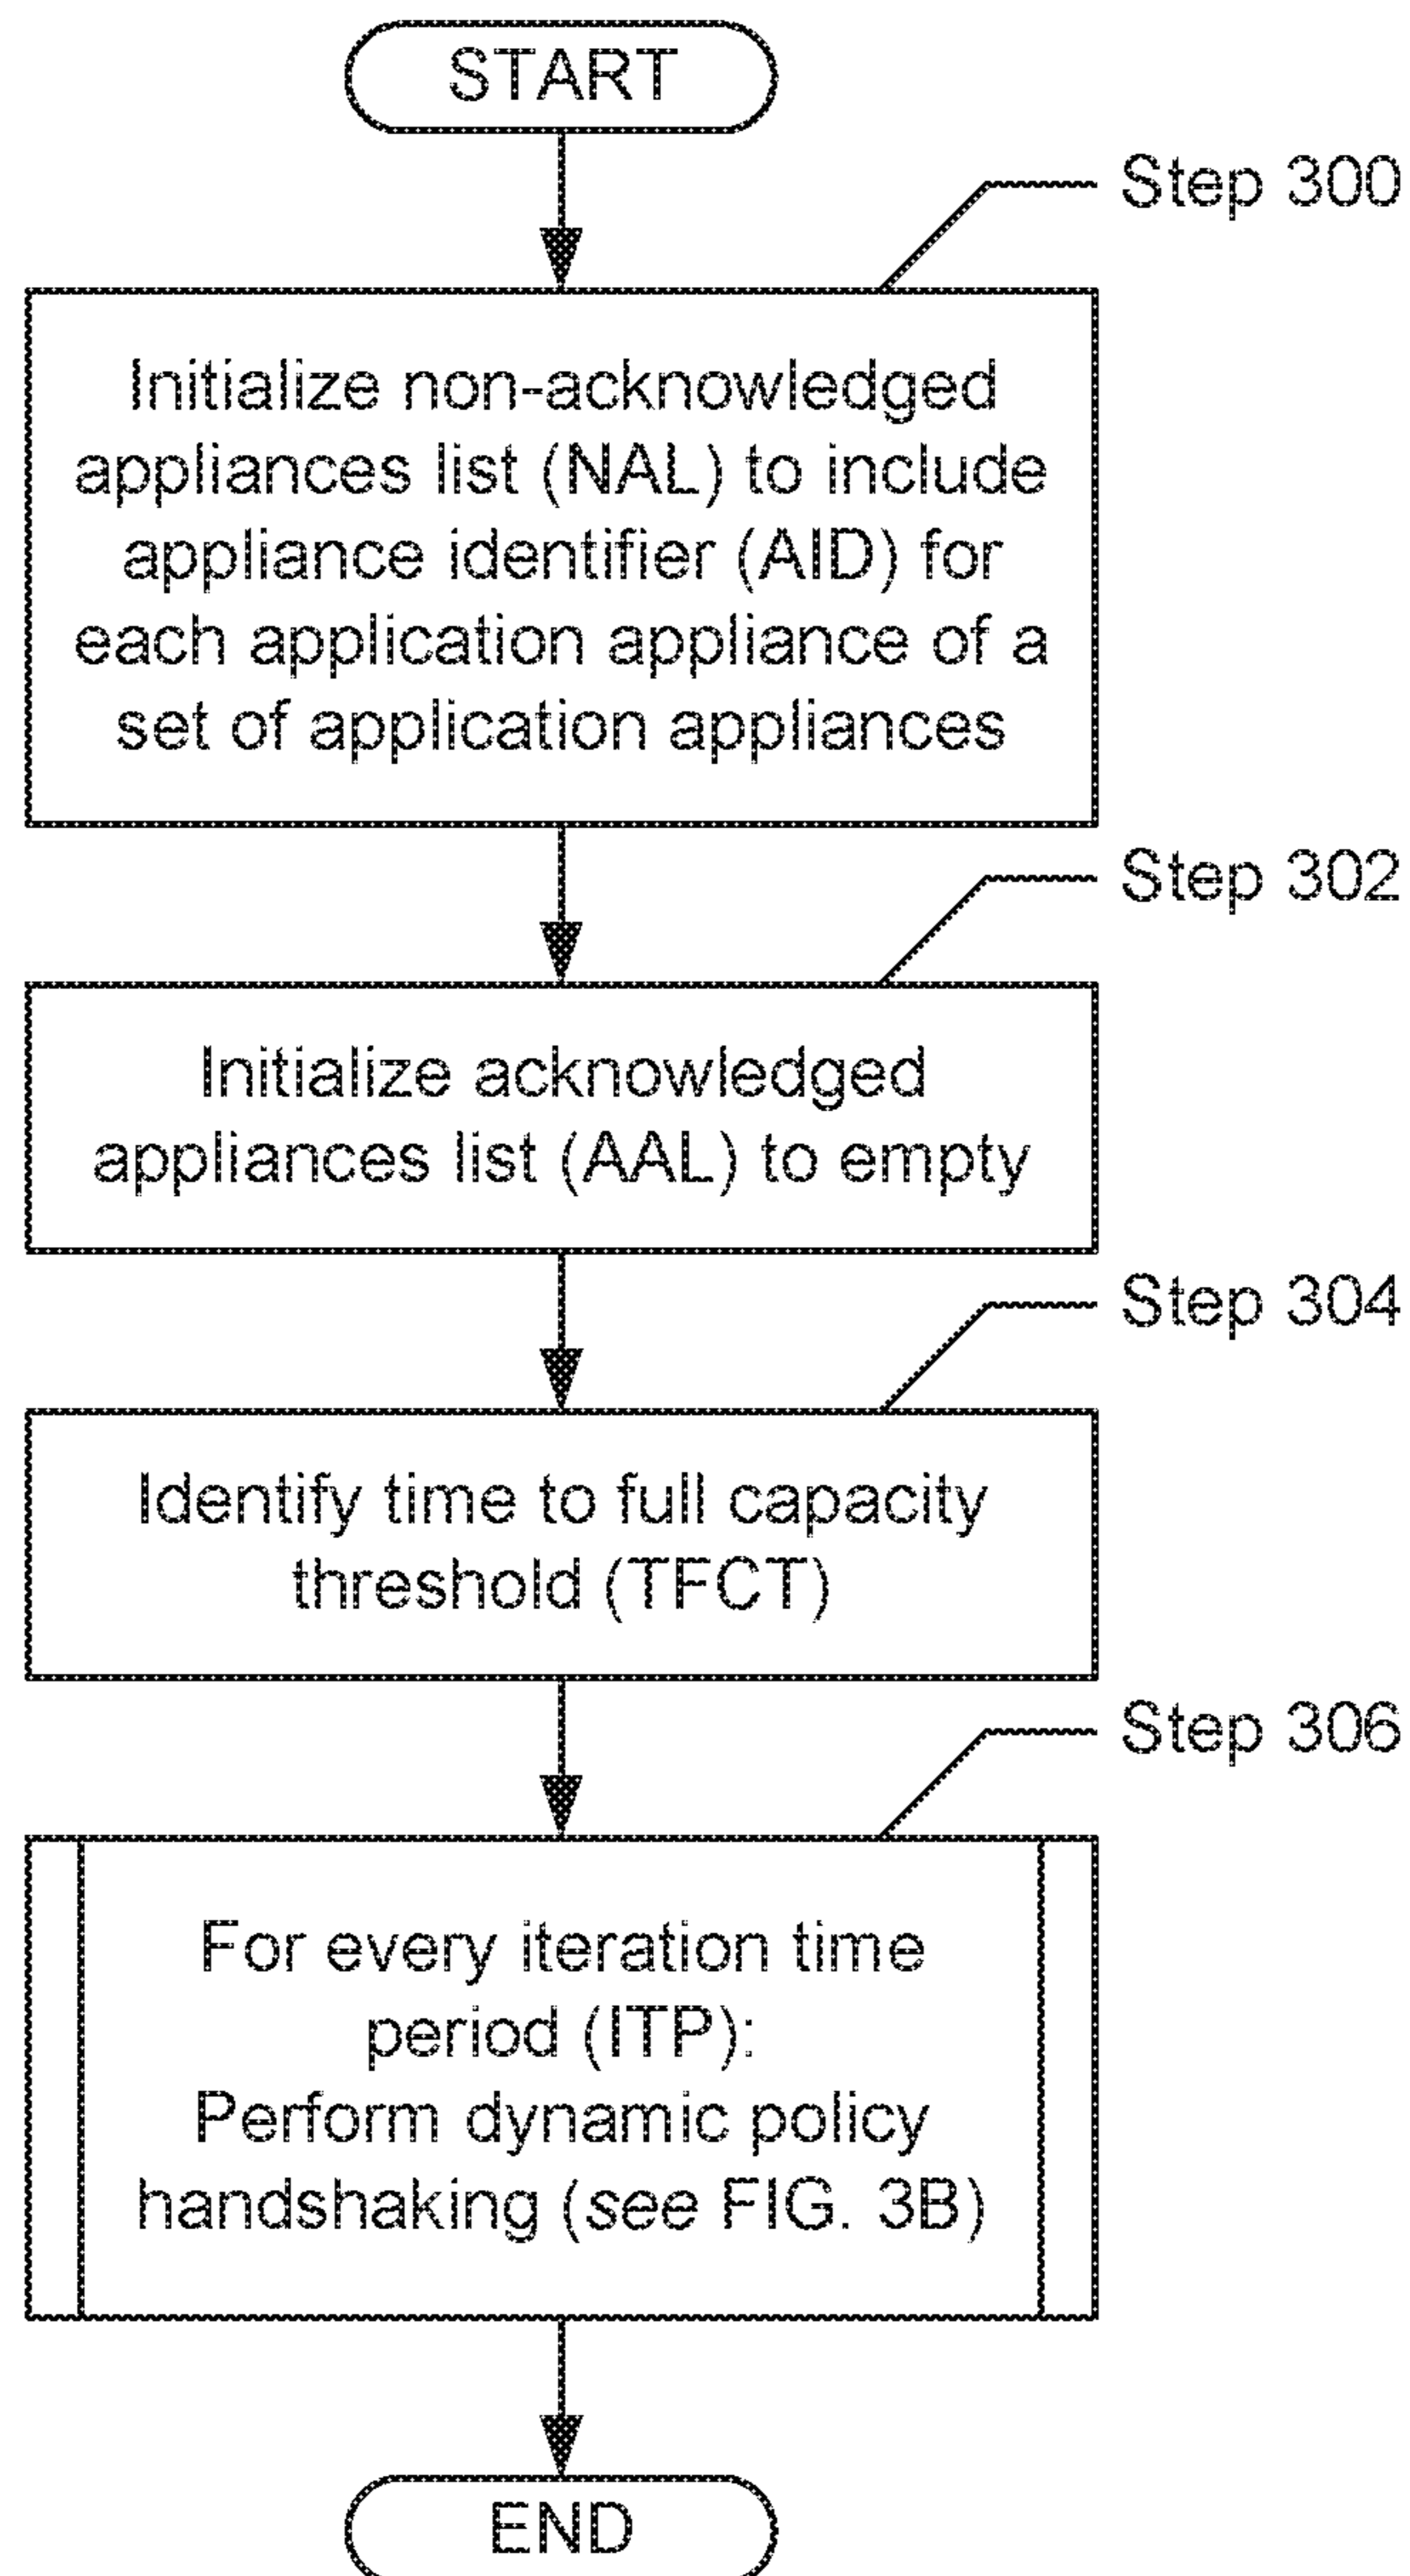 START
Step 300
Initialize non-acknowledged
appliances list (NAL) to include
appliance identifier (AID) for
each application appliance of a
set of application appliances
Step 302
Initialize acknowledged
appliances list (AAL) to empty
Step 304
Identify time to full capacity
threshold (TFCT)
Step 306
For every iteration time
period (ITP):
Perform dynamic policy
handshaking (see FIG. 3B)
END